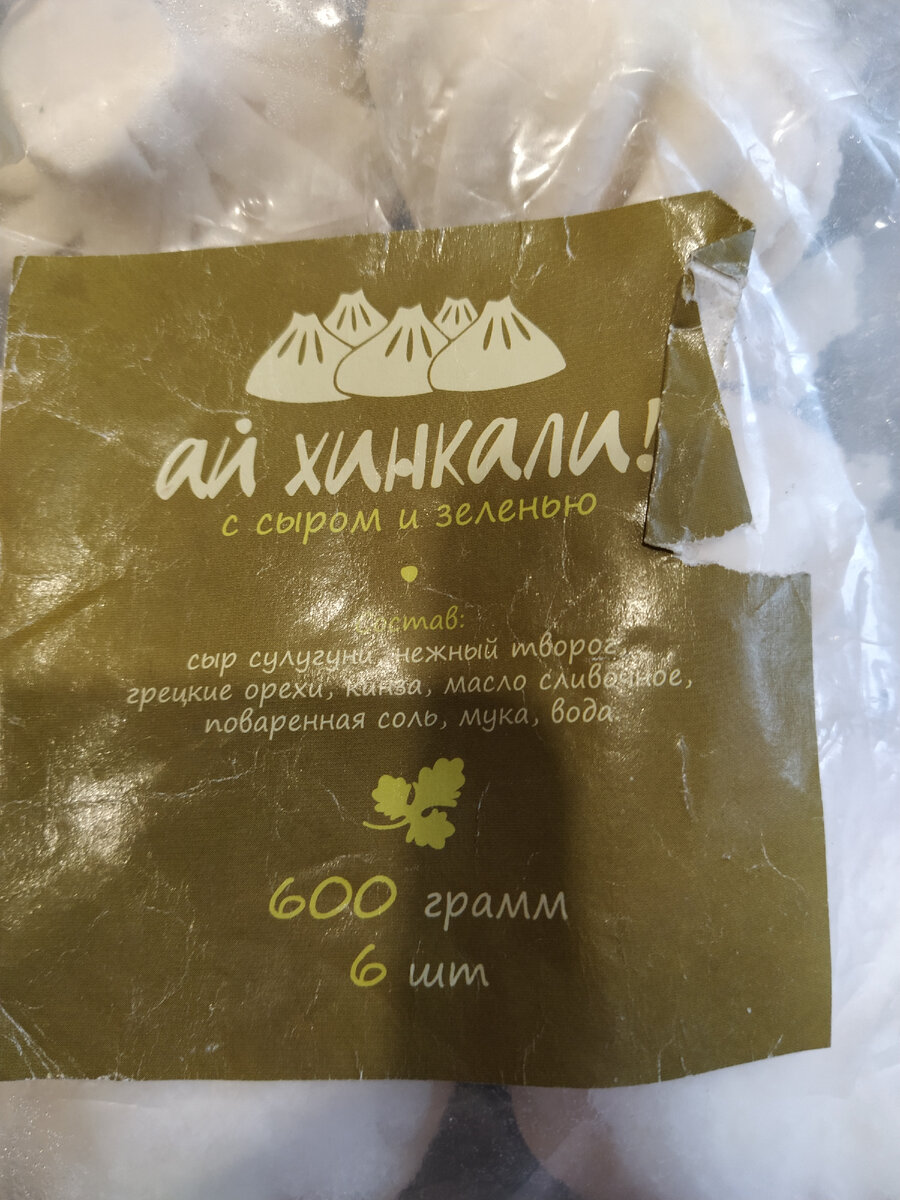 ай хинкали!
с сыром и зеленью
Состав:
сыр сулугуни, нежный творог,
грецкие орехи, кинза, масло сливочное,
поваренная соль, мука, вода.
600 грамм
6 шт